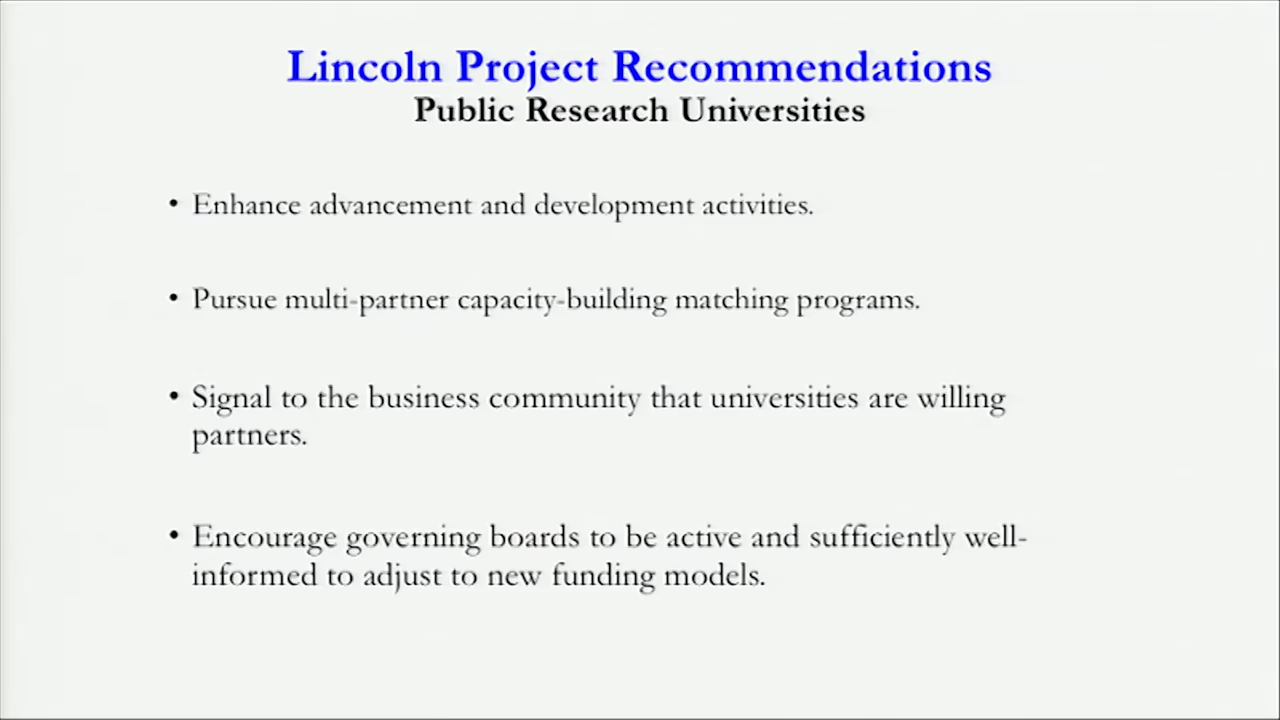 Lincoln Project Recommendations
Public Research Universities
• Enhance advancement and development activities.
• Pursue multi-partner capacity-building matching programs.
• Signal to the business community that universities are willing
partners.
• Encourage governing boards to be active and sufficiently well-
informed to adjust to new funding models.